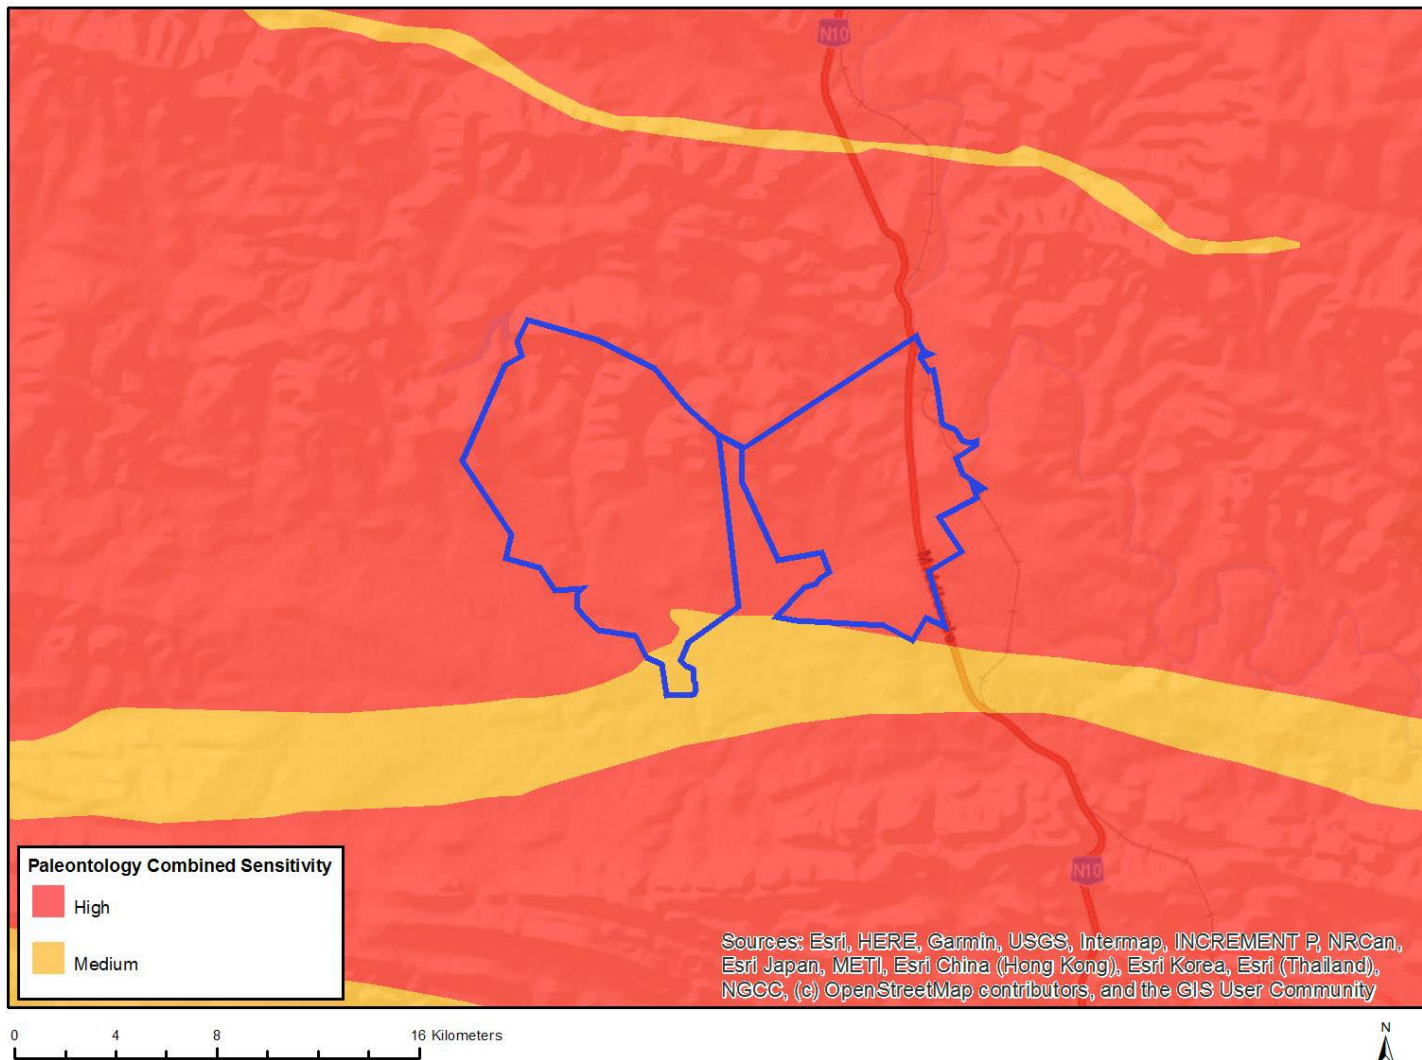 N10
N10
Paleontology Combined Sensitivity
High
Medium
Sources: Esri, HERE, Garmin, USGS, Intermap, INCREMENT P, NRCan,
Esri Japan, METI, Esri China (Hong Kong), Esri Korea, Esri (Thailand),
NGCC, (c) OpenStreetMap contributors, and the GIS User Community
0 4 8 16 Kilometers
N